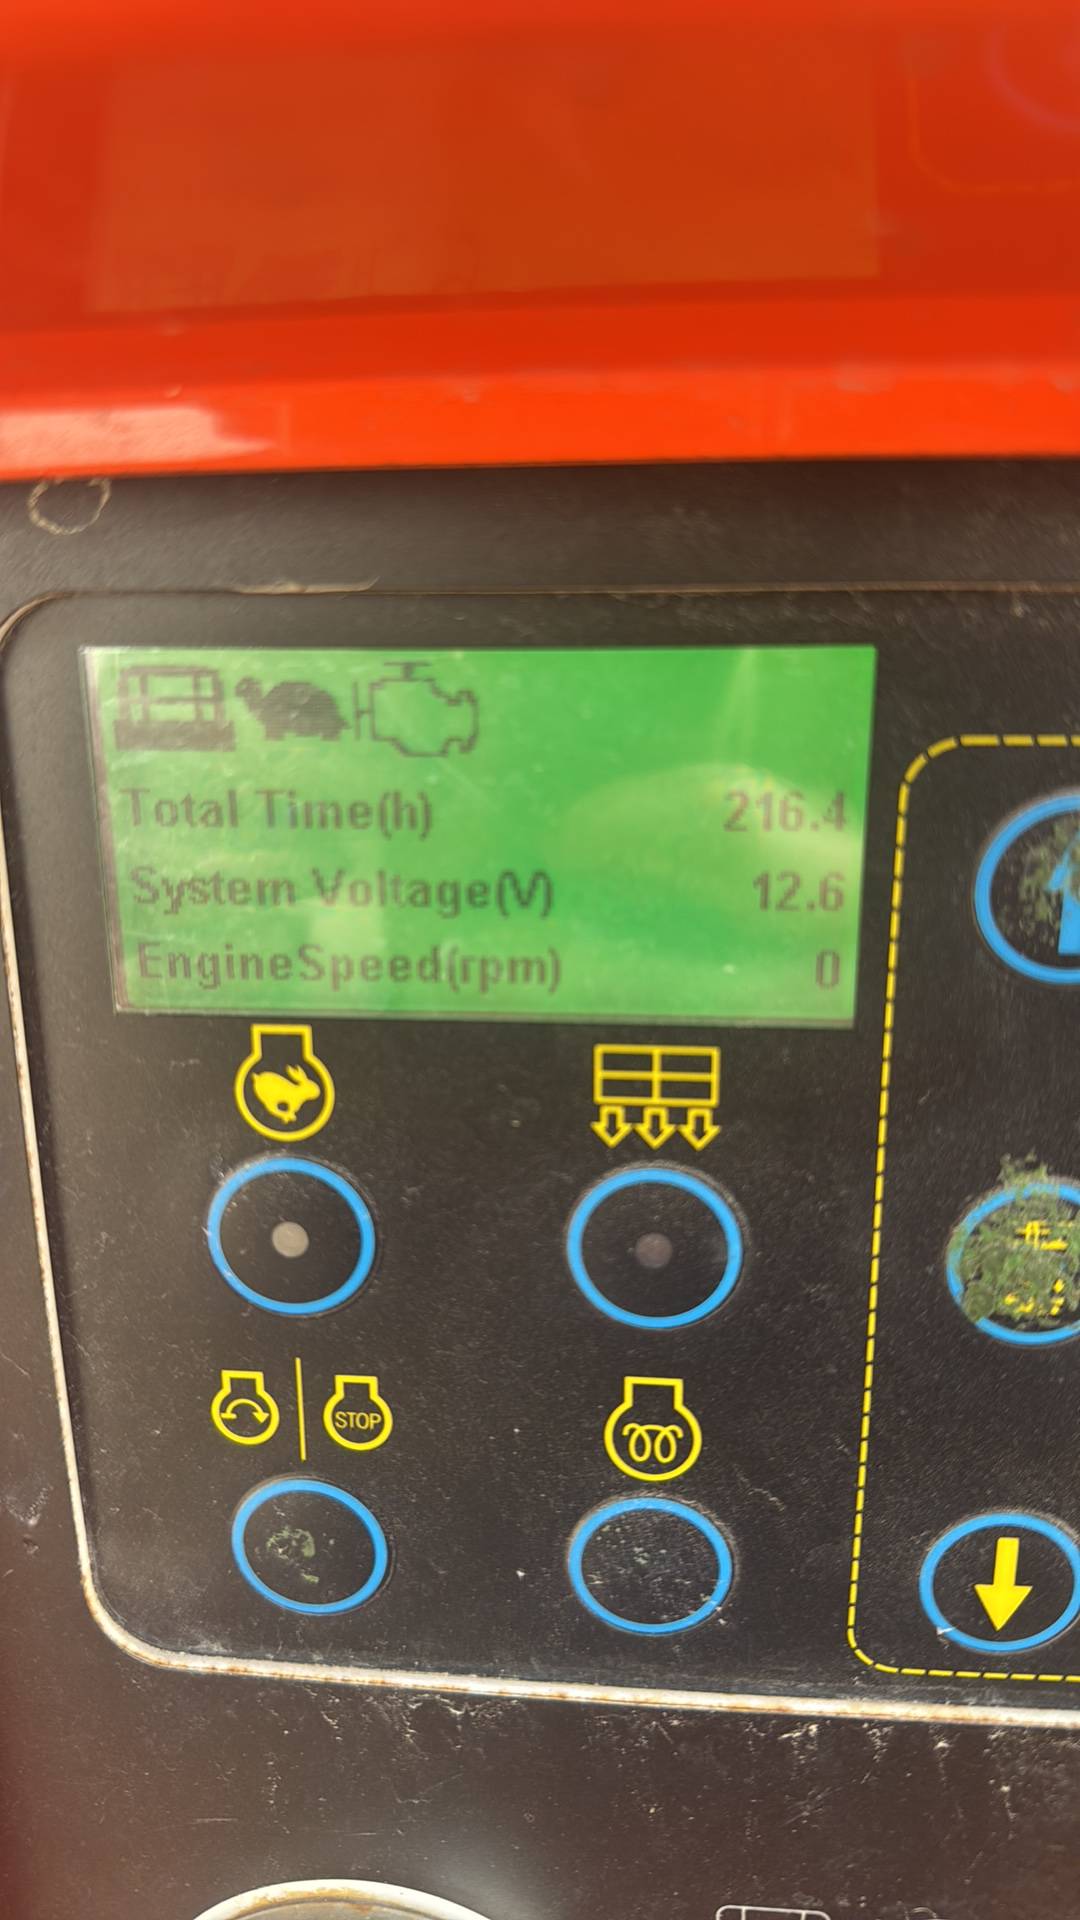 Total Time(h) 216.4
System Voltage(V) 12.6
EngineSpeed(rpm) 0
STOP